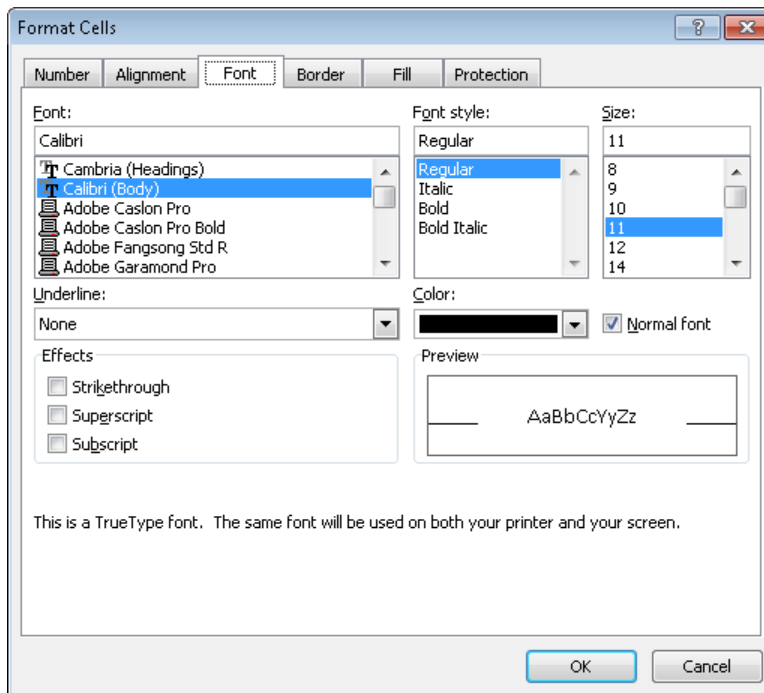 Format Cells
Number Alignment Font Border Fill Protection
Font: Font style: Size:
Calibri Regular 11
Cambria (Headings) Regular 8
Calibri (Body) Italic 9
Adobe Caslon Pro Bold 10
Adobe Caslon Pro Bold Bold Italic 11
Adobe Fangsong Std R 12
Adobe Garamond Pro 14
Underline: Color:
None Normal font
Effects Preview
Strikethrough
Superscript AaBbCcYyZz
Subscript
This is a TrueType font. The same font will be used on both your printer and your screen.
OK Cancel